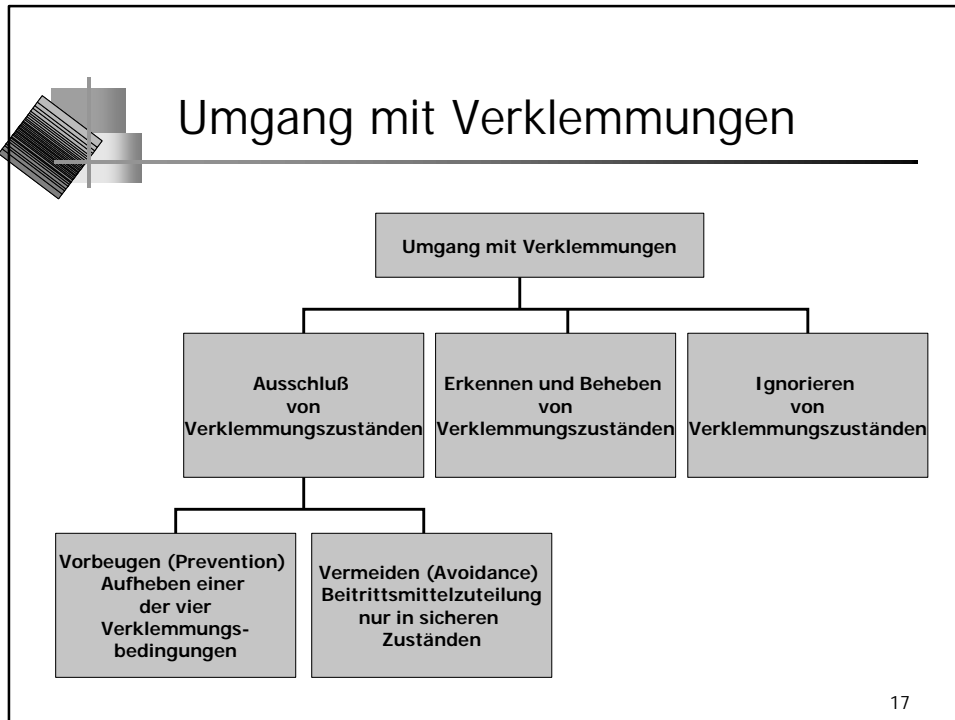 Umgang mit Verklemmungen
Umgang mit Verklemmungen
Ausschluß
von
Verklemmungszuständen
Erkennen und Beheben
von
Verklemmungszuständen
Ignorieren
von
Verklemmungszuständen
Vorbeugen (Prevention)
Aufheben einer
der vier
Verklemmungs-
bedingungen
Vermeiden (Avoidance)
Beitrittsmittelzuteilung
nur in sicheren
Zuständen
17